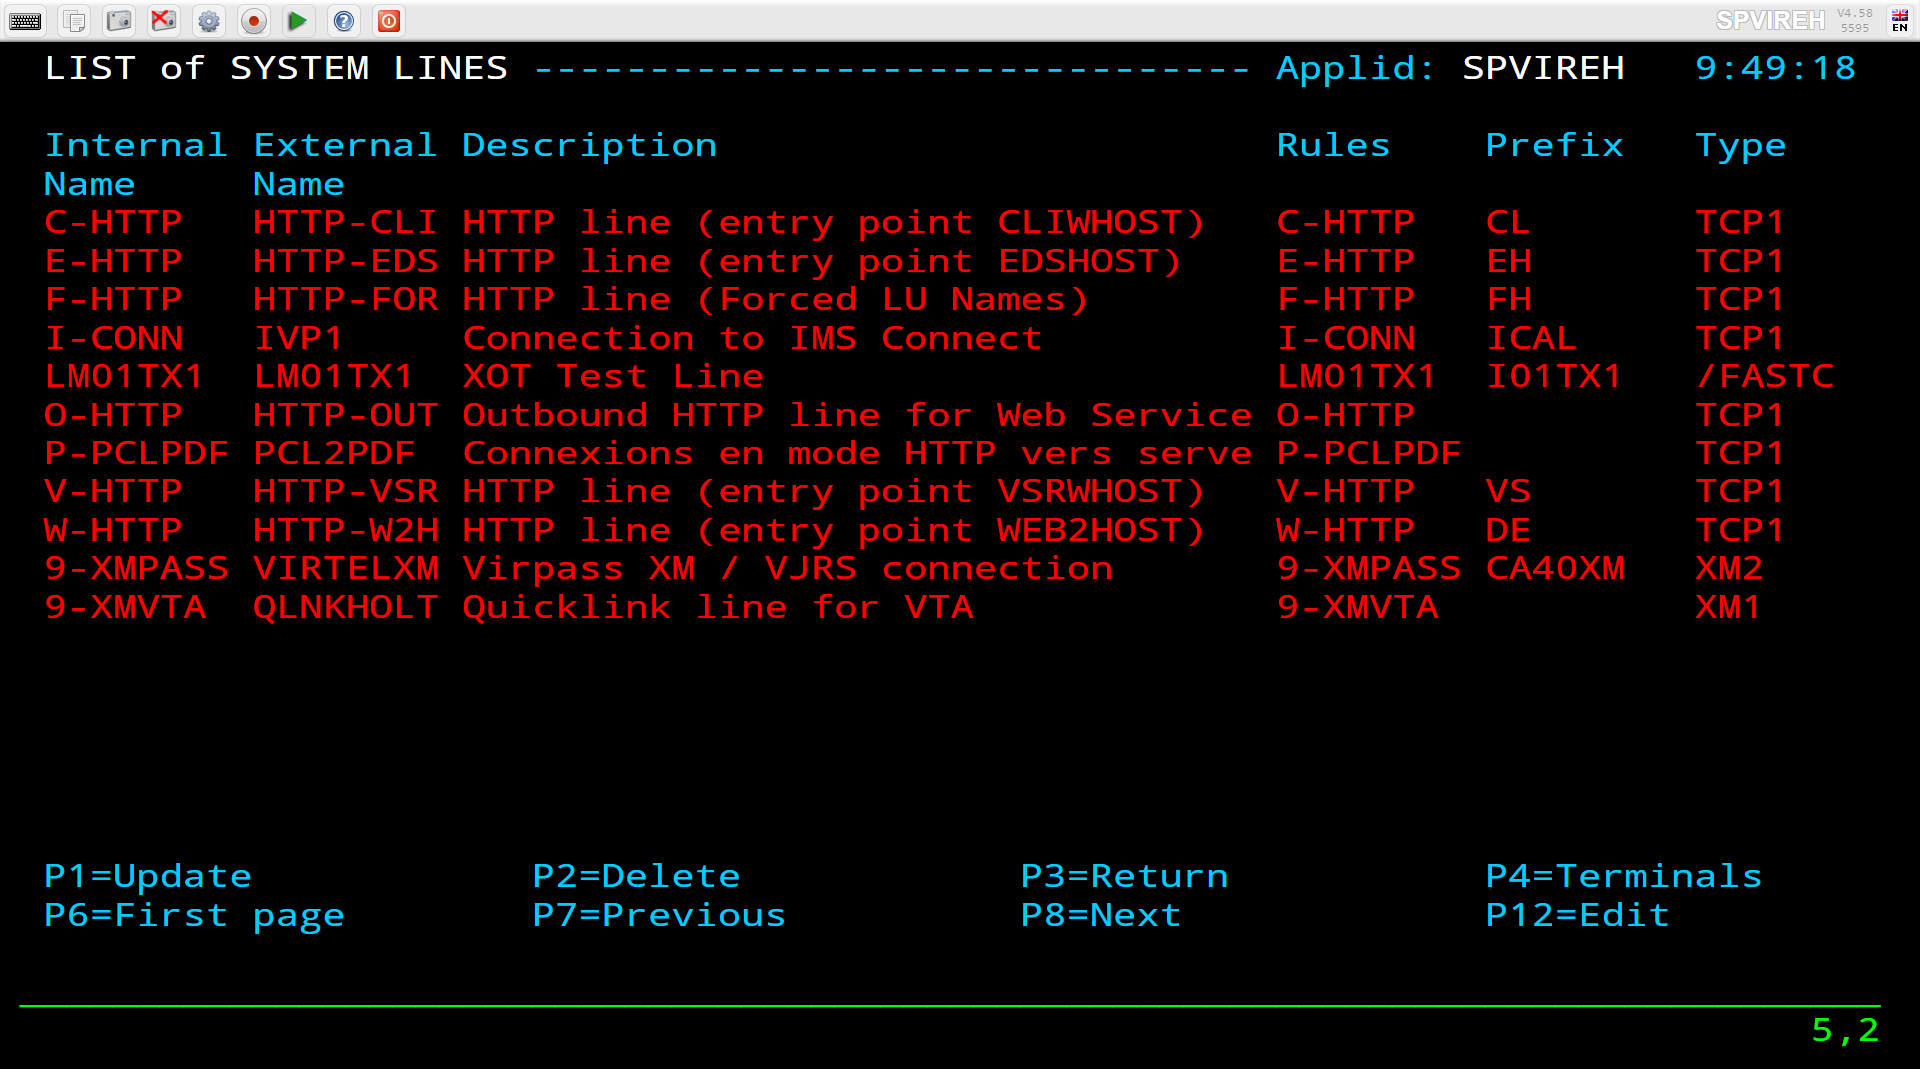 SPVIREH V4.58 5595 EN
LIST of SYSTEM LINES ------------------------------- Applid: SPVIREH 9:49:18
Internal External Description Rules Prefix Type
Name Name
C-HTTP HTTP-CLI HTTP line (entry point CLIWHOST) C-HTTP CL TCP1
E-HTTP HTTP-EDS HTTP line (entry point EDSHOST) E-HTTP EH TCP1
F-HTTP HTTP-FOR HTTP line (Forced LU Names) F-HTTP FH TCP1
I-CONN IVP1 Connection to IMS Connect I-CONN ICAL TCP1
LM01TX1 LM01TX1 XOT Test Line LM01TX1 I01TX1 /FASTC
O-HTTP HTTP-OUT Outbound HTTP line for Web Service O-HTTP TCP1
P-PCLPDF PCL2PDF Connexions en mode HTTP vers serve P-PCLPDF TCP1
V-HTTP HTTP-VSR HTTP line (entry point VSRWHOST) V-HTTP VS TCP1
W-HTTP HTTP-W2H HTTP line (entry point WEB2HOST) W-HTTP DE TCP1
9-XMPASS VIRTELXM Virpass XM / VJRS connection 9-XMPASS CA40XM XM2
9-XMVTA QLNKHOLT Quicklink line for VTA 9-XMVTA XM1
P1=Update P2=Delete P3=Return P4=Terminals
P6=First page P7=Previous P8=Next P12=Edit
5,2